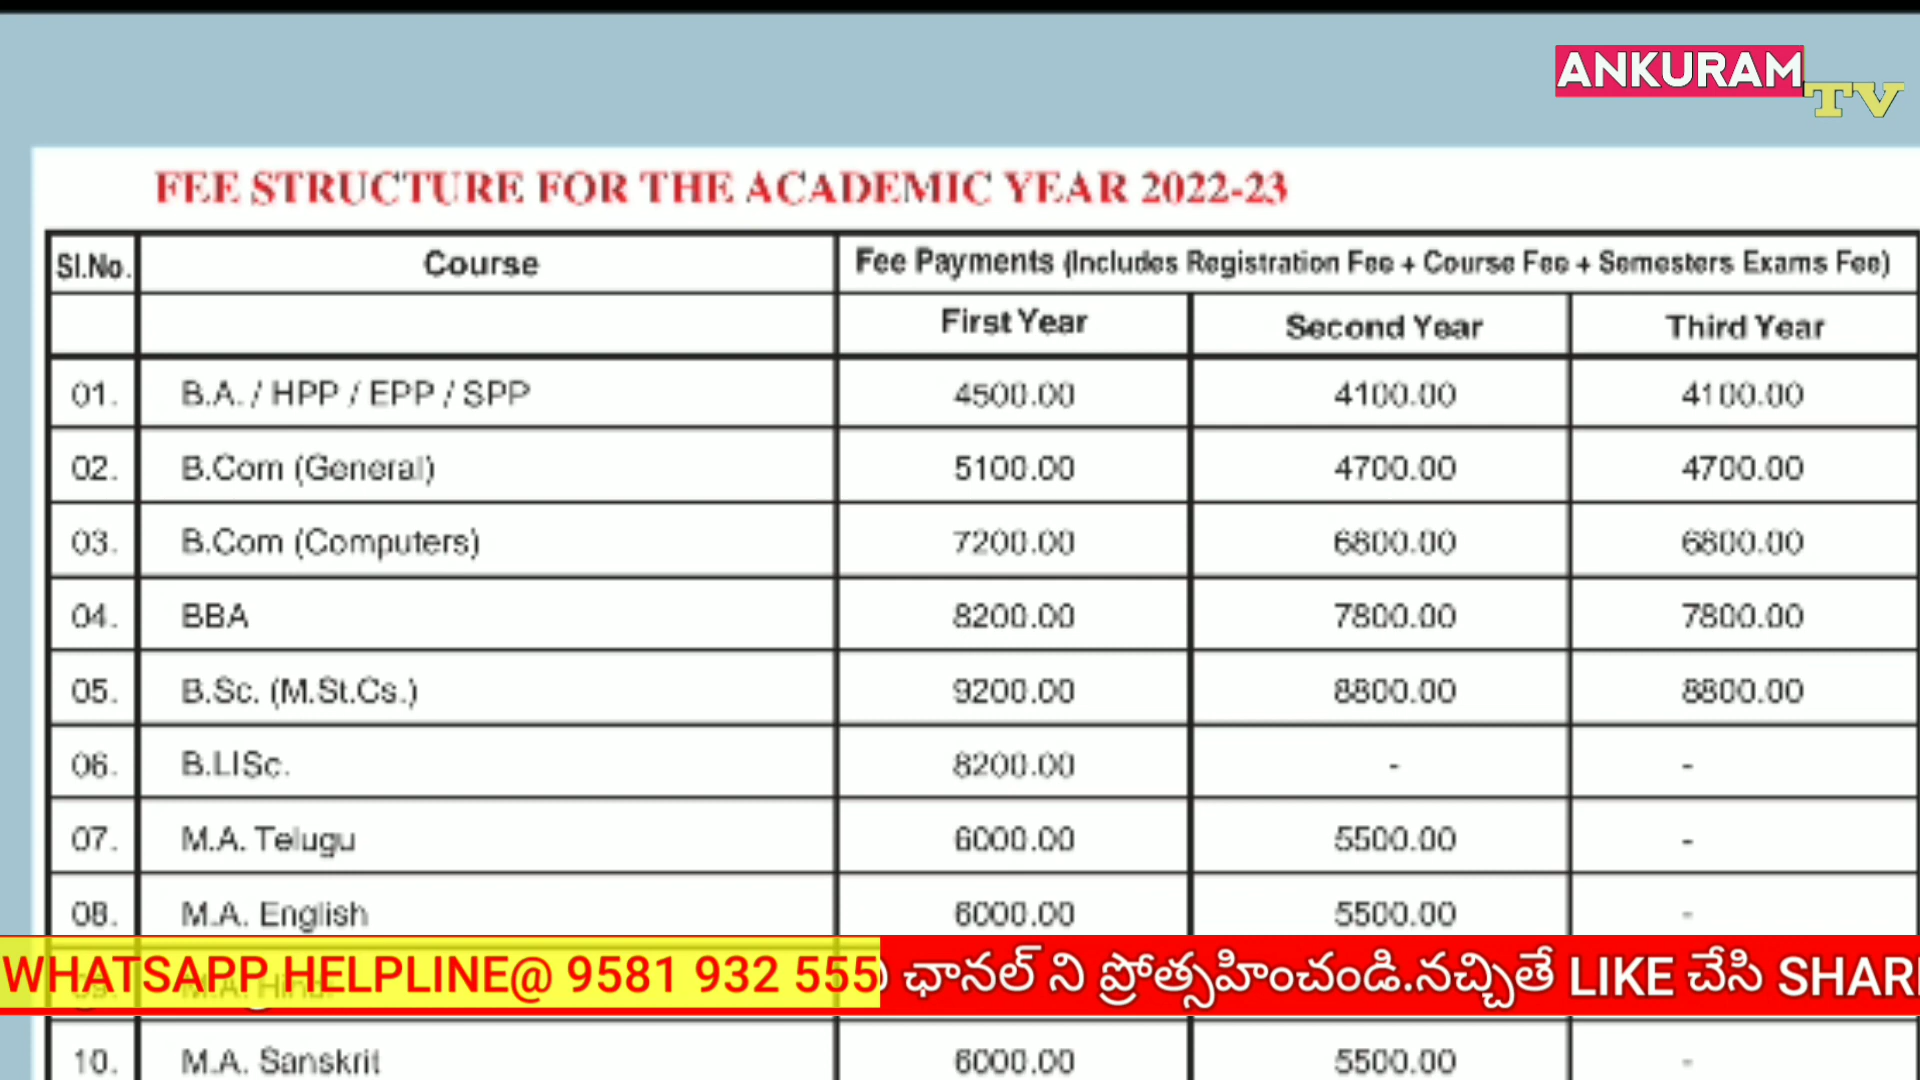 ANKURAM
TV
FEE STRUCTURE FOR THE ACADEMIC YEAR 2022-23
Sl.No. Course Fee Payments (Includes Registration Fee + Course Fee + Semesters Exams Fee)
First Year Second Year Third Year
01. B.A. / HPP / EPP / SPP 4500.00 4100.00 4100.00
02. B.Com (General) 5100.00 4700.00 4700.00
03. B.Com (Computers) 7200.00 6800.00 6800.00
04. BBA 8200.00 7800.00 7800.00
05. B.Sc. (M.St.Cs.) 9200.00 8800.00 8800.00
06. B.LISc. 8200.00 - -
07. M.A. Telugu 6000.00 5500.00 -
08. M.A. English 6000.00 5500.00 -
WHATSAPP HELPLINE@ 9581 932 555 ఛానల్ ని ప్రోత్సహించండి.నచ్చితే LIKE చేసి SHAR
M.A. Hindi
10. M.A. Sanskrit 6000.00 5500.00 -